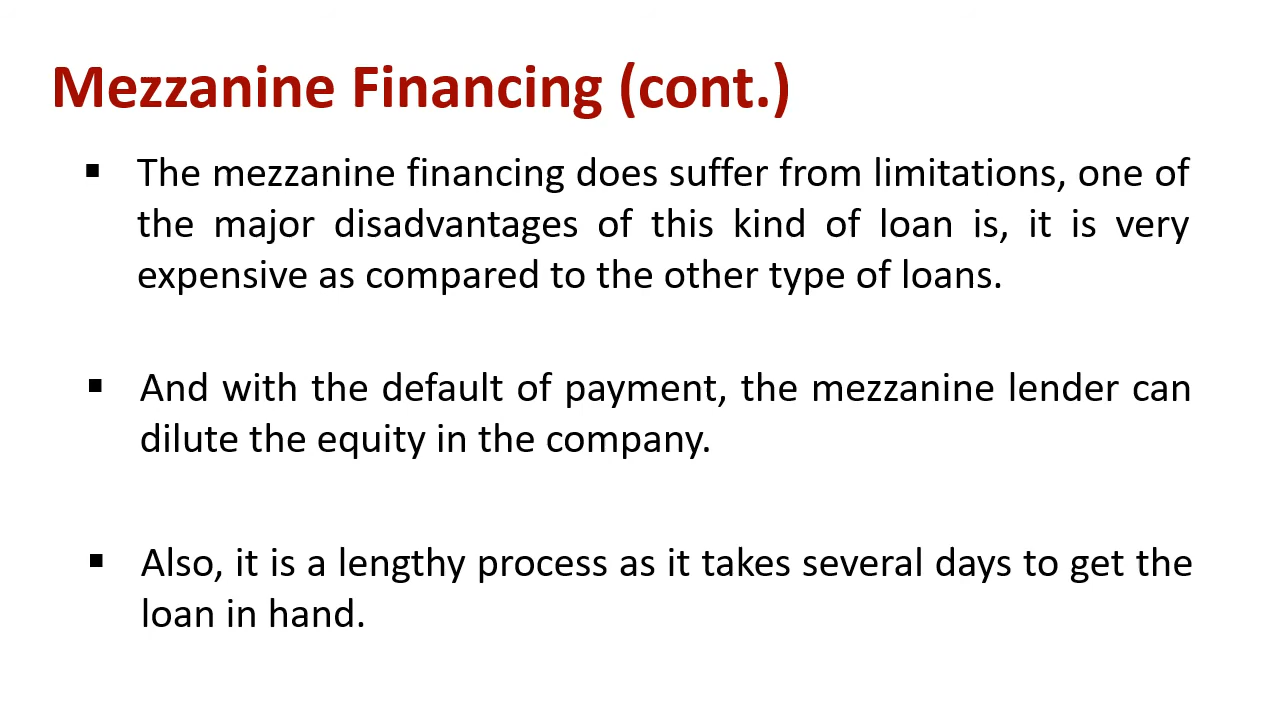 Mezzanine Financing (cont.)
▪ The mezzanine financing does suffer from limitations, one of
the major disadvantages of this kind of loan is, it is very
expensive as compared to the other type of loans.
▪ And with the default of payment, the mezzanine lender can
dilute the equity in the company.
▪ Also, it is a lengthy process as it takes several days to get the
loan in hand.